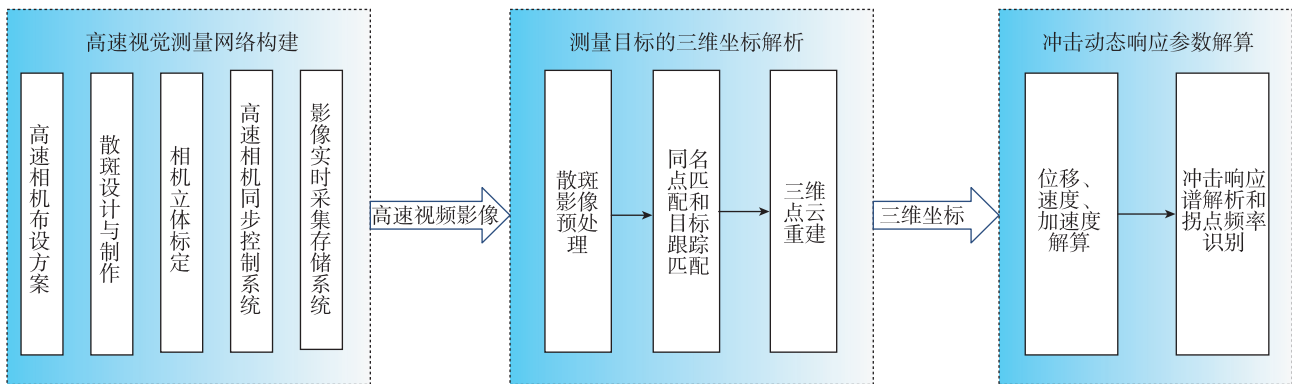 高速视觉测量网络构建
高速相机布设方案
散斑设计与制作
相机立体标定
高速相机同步控制系统
影像实时采集存储系统
高速视频影像
测量目标的三维坐标解析
散斑
影像
预处
理
同名
点匹
配和
目标
跟踪
匹配
三维
点云
重建
三维坐标
冲击动态响应参数解算
位移、
速度、
加速度
解算
冲击响应
谱解析和
拐点频率
识别